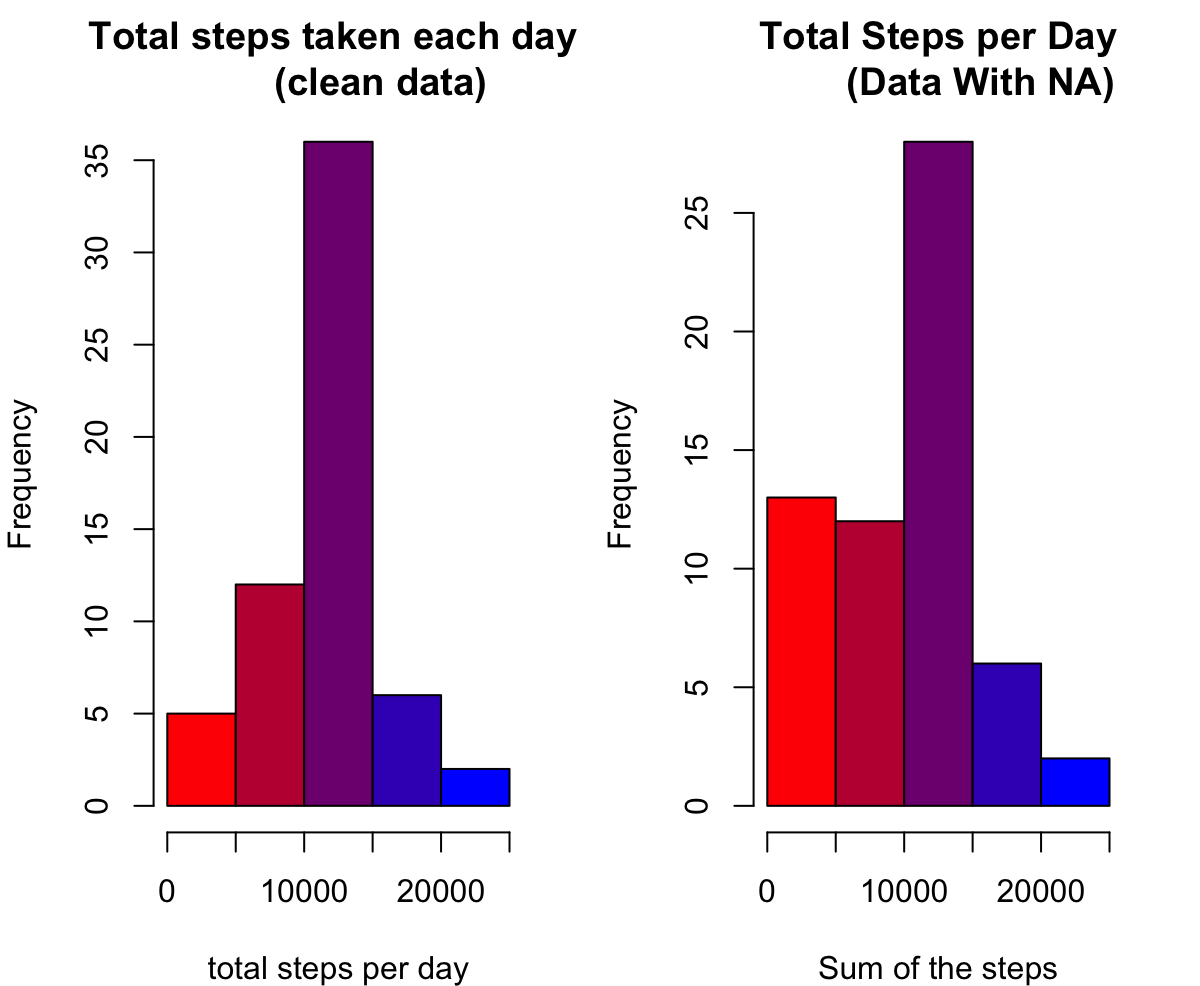 Total steps taken each day
(clean data)
Frequency
35
30
25
20
15
10
5
0
0 10000 20000
total steps per day
Total Steps per Day
(Data With NA)
Frequency
25
20
15
10
5
0
0 10000 20000
Sum of the steps